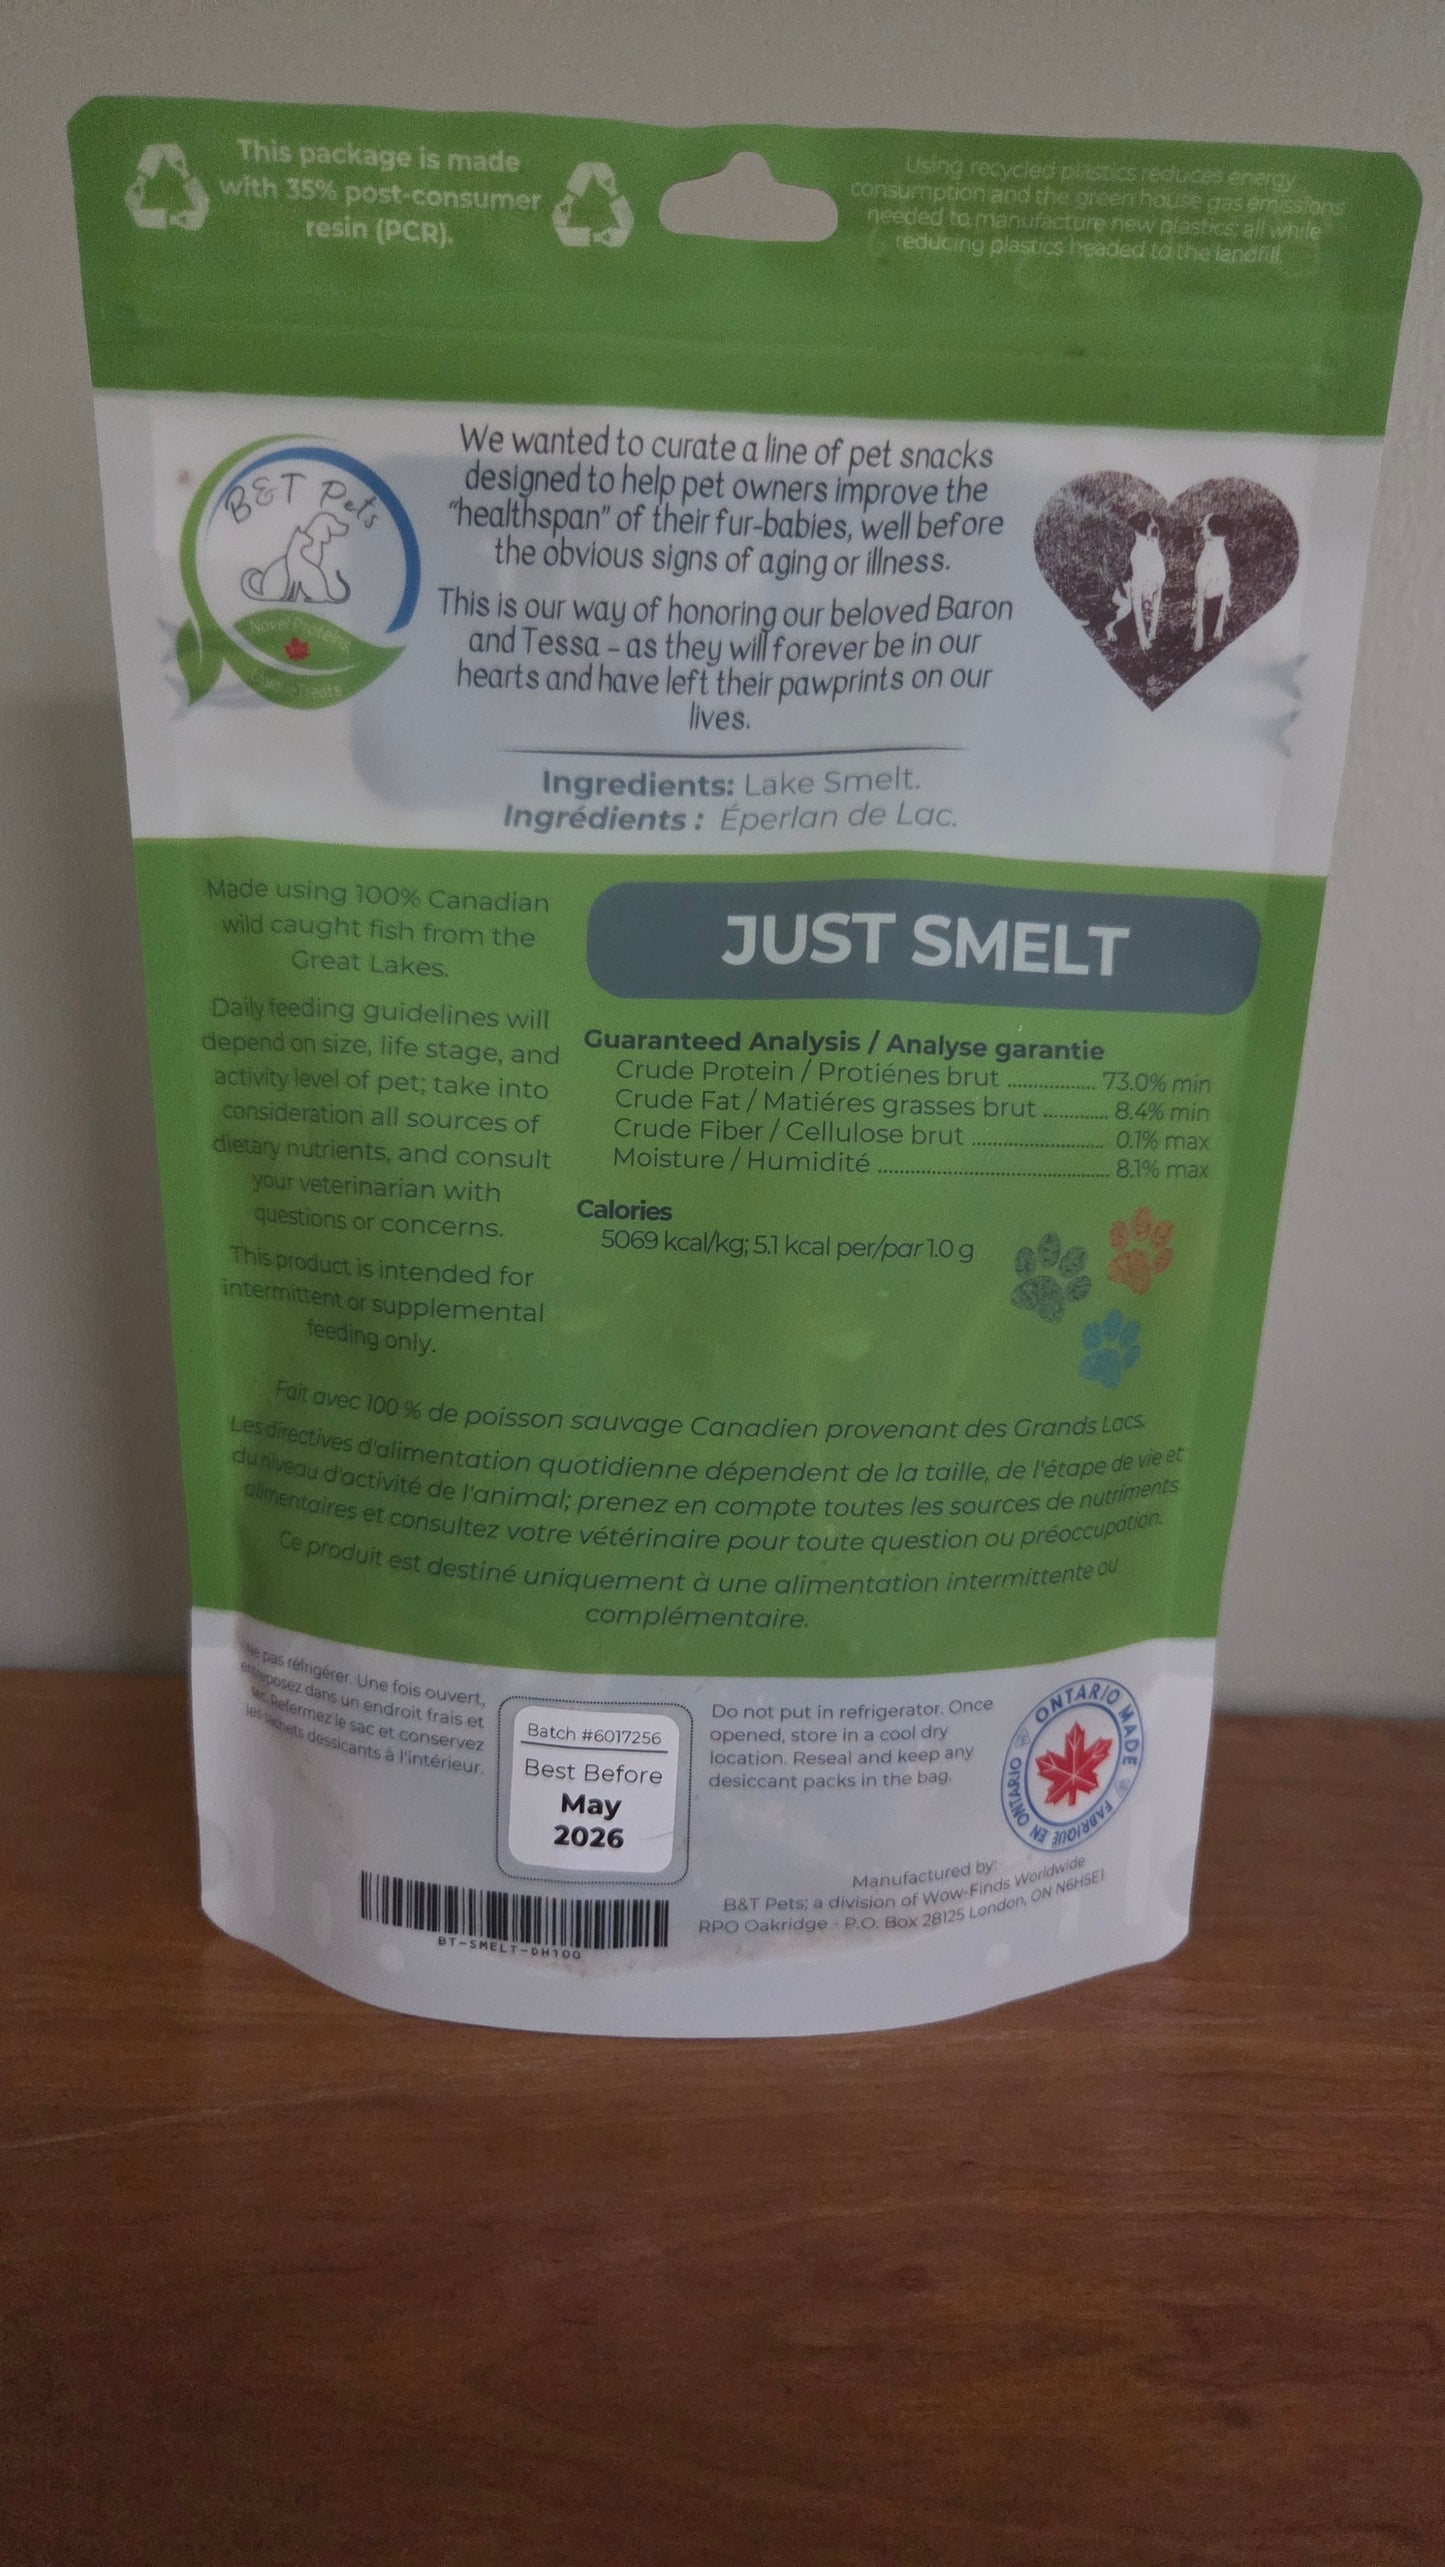 This package is made
with 35% post-consumer
resin (PCR).
Using recycled plastics reduces energy
consumption and the green house gas emissions
needed to manufacture new plastics; all while
reducing plastics headed to the landfill.
B&T Pets
Novel Proteins
Unique Treats
We wanted to curate a line of pet snacks
designed to help pet owners improve the
"healthspan" of their fur-babies, well before
the obvious signs of aging or illness.
This is our way of honoring our beloved Baron
and Tessa – as they will forever be in our
hearts and have left their pawprints on our
lives.
Ingredients: Lake Smelt.
Ingrédients : Éperlan de Lac.
Made using 100% Canadian
wild caught fish from the
Great Lakes.
Daily feeding guidelines will
depend on size, life stage, and
activity level of pet; take into
consideration all sources of
dietary nutrients, and consult
your veterinarian with
questions or concerns.
This product is intended for
intermittent or supplemental
feeding only.
JUST SMELT
Guaranteed Analysis / Analyse garantie
Crude Protein / Protiénes brut ................ 73.0% min
Crude Fat / Matiéres grasses brut ............ 8.4% min
Crude Fiber / Cellulose brut ........................ 0.1% max
Moisture / Humidité .......................................... 8.1% max
Calories
5069 kcal/kg; 5.1 kcal per/par 1.0 g
Fait avec 100 % de poisson sauvage Canadien provenant des Grands Lacs.
Les directives d'alimentation quotidienne dépendent de la taille, de l'étape de vie et
du niveau d'activité de l'animal; prenez en compte toutes les sources de nutriments
alimentaires et consultez votre vétérinaire pour toute question ou préoccupation.
Ce produit est destiné uniquement à une alimentation intermittente ou
complémentaire.
Ne pas réfrigérer. Une fois ouvert,
entreposez dans un endroit frais et
sec. Refermez le sac et conservez
les sachets dessicants à l'intérieur.
Batch #6017256
Best Before
May
2026
Do not put in refrigerator. Once
opened, store in a cool dry
location. Reseal and keep any
desiccant packs in the bag.
ONTARIO MADE
FABRIQUÉ EN ONTARIO
BT-SMELT-DH100
Manufactured by:
B&T Pets; a division of Wow-Finds Worldwide
RPO Oakridge - P.O. Box 28125 London, ON N6H5E1